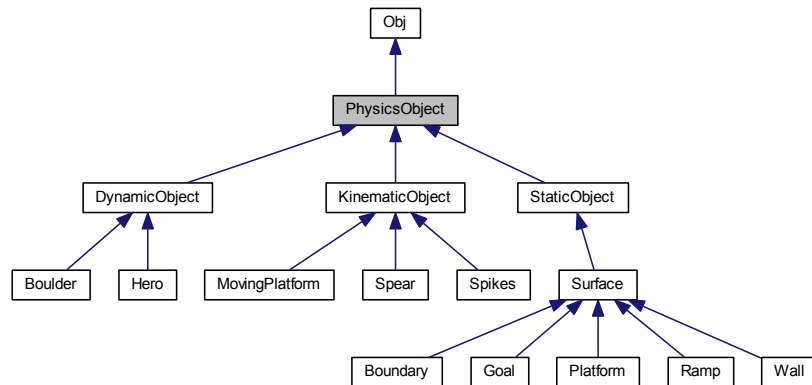 Obj
PhysicsObject
DynamicObject
KinematicObject
StaticObject
Boulder
Hero
MovingPlatform
Spear
Spikes
Surface
Boundary
Goal
Platform
Ramp
Wall